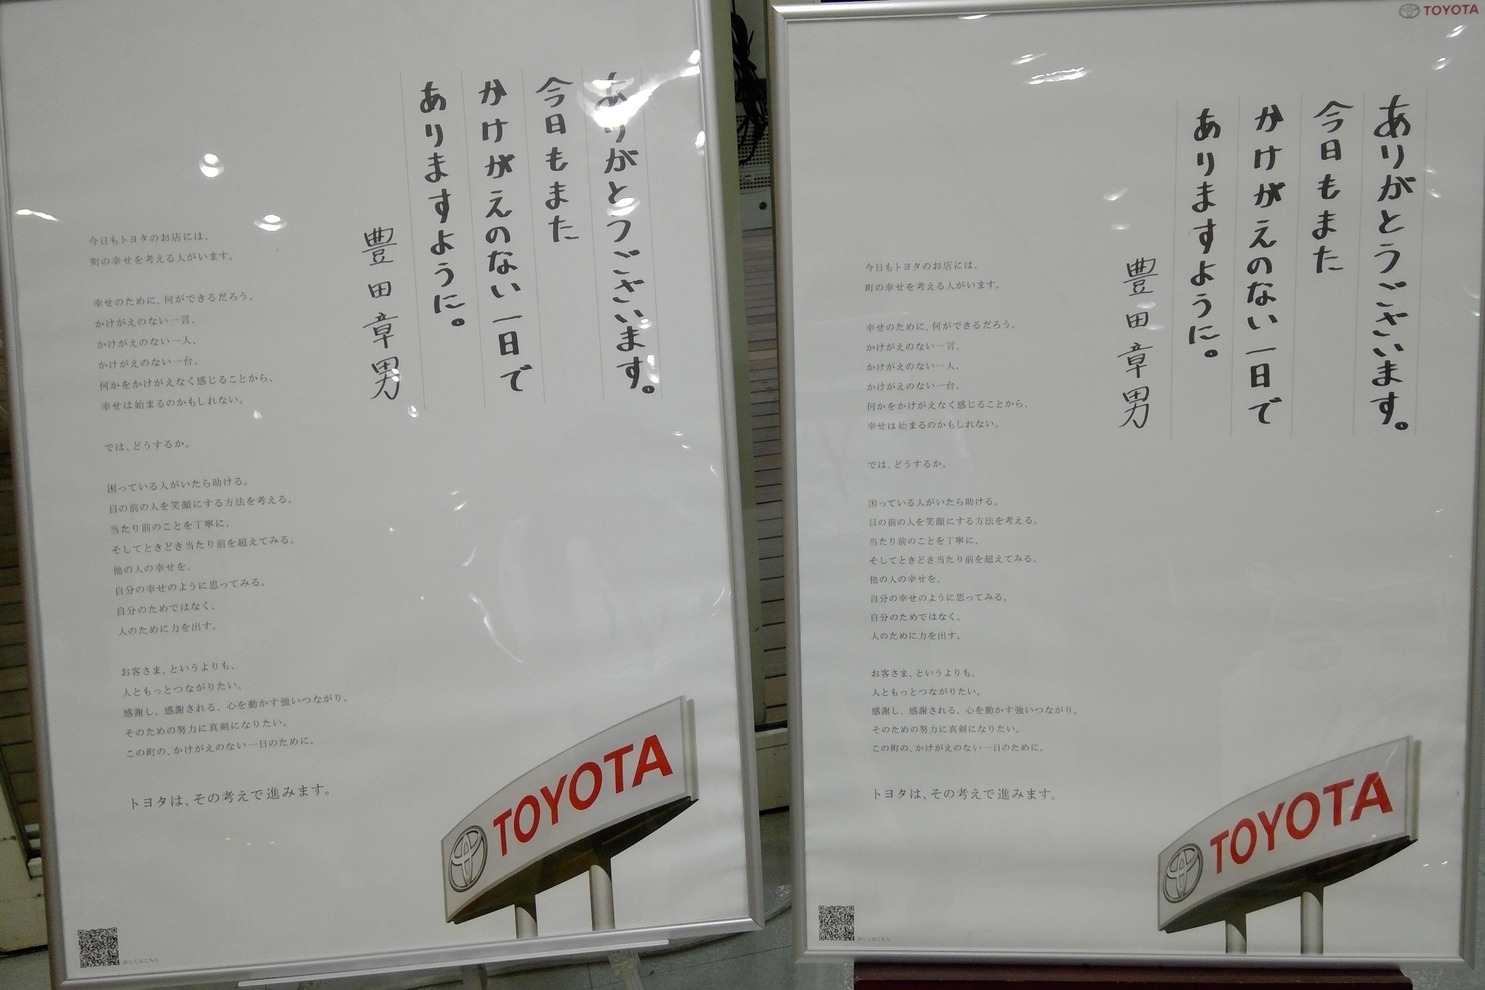 ありがとうございます。
今日もまた
かけがえのない一日で
ありますように。
豊田章男
今日もトヨタのお店には、
町の幸せを考える人がいます。
幸せのために、何ができるだろう。
かけがえのない一言。
かけがえのない一人。
かけがえのない一台。
何かをかけがえなく感じることから、
幸せは始まるのかもしれない。
では、どうするか。
困っている人がいたら助ける。
目の前の人を笑顔にする方法を考える。
当たり前のことを丁寧に、
そしてときどき当たり前を超えてみる。
他の人の幸せを、
自分の幸せのように思ってみる。
自分のためではなく、
人のために力を出す。
お客さま、というよりも、
人ともっとつながりたい。
感謝し、感謝される、心を動かす強いつながり。
そのための努力に真剣になりたい。
この町の、かけがえのない一日のために。
トヨタは、その考えで進みます。
TOYOTA
詳しくはこちら
TOYOTA
ありがとうございます。
今日もまた
かけがえのない一日で
ありますように。
豊田章男
今日もトヨタのお店には、
町の幸せを考える人がいます。
幸せのために、何ができるだろう。
かけがえのない一言。
かけがえのない一人。
かけがえのない一台。
何かをかけがえなく感じることから、
幸せは始まるのかもしれない。
では、どうするか。
困っている人がいたら助ける。
目の前の人を笑顔にする方法を考える。
当たり前のことを丁寧に、
そしてときどき当たり前を超えてみる。
他の人の幸せを、
自分の幸せのように思ってみる。
自分のためではなく、
人のために力を出す。
お客さま、というよりも、
人ともっとつながりたい。
感謝し、感謝される、心を動かす強いつながり。
そのための努力に真剣になりたい。
この町の、かけがえのない一日のために。
トヨタは、その考えで進みます。
TOYOTA
詳しくはこちら